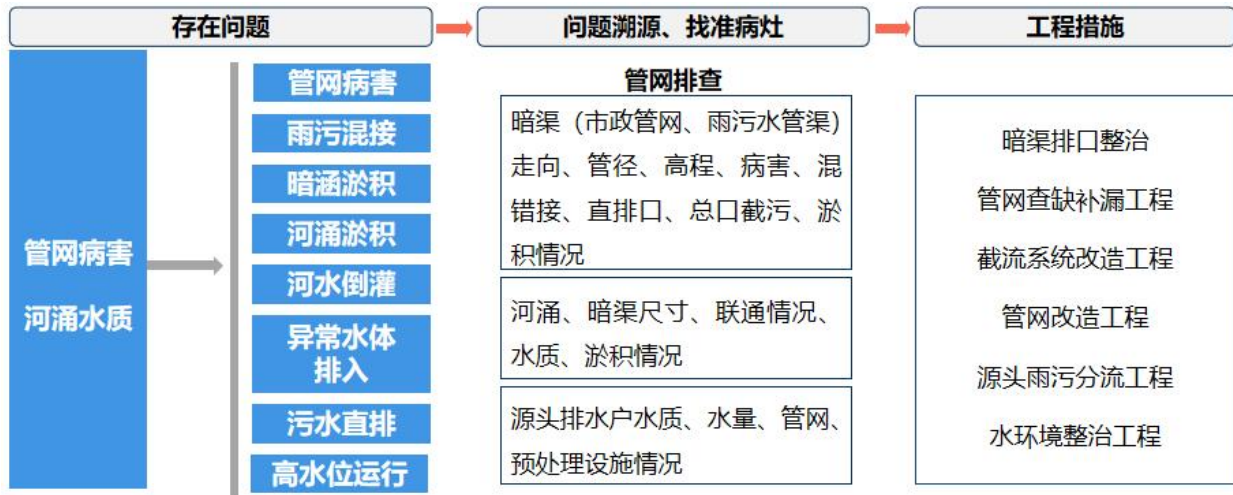 存在问题
问题溯源、找准病灶
工程措施
管网病害
河涌水质
管网病害
雨污混接
暗涵淤积
河涌淤积
河水倒灌
异常水体
排入
污水直排
高水位运行
管网排查
暗渠（市政管网、雨污水管渠）
走向、管径、高程、病害、混
错接、直排口、总口截污、淤
积情况
河涌、暗渠尺寸、联通情况、
水质、淤积情况
源头排水户水质、水量、管网、
预处理设施情况
暗渠排口整治
管网查缺补漏工程
截流系统改造工程
管网改造工程
源头雨污分流工程
水环境整治工程